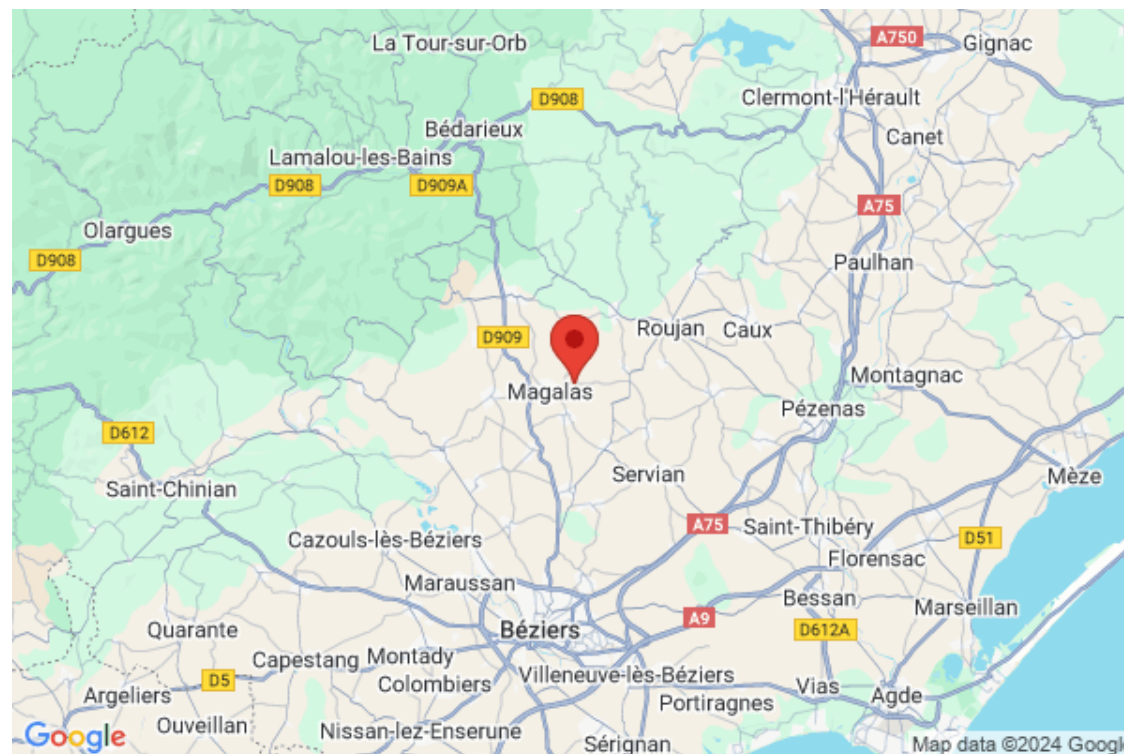 La Tour-sur-Orb
A750
Gignac
D908
Clermont-l'Hérault
Bédarieux
Canet
Lamalou-les-Bains
D908
D909A
A75
Olargues
D908
Paulhan
D909
Roujan
Caux
Magalas
Montagnac
Pézenas
D612
Servian
Mèze
Saint-Chinian
A75
Saint-Thibéry
D51
Cazouls-lès-Béziers
Florensac
Maraussan
Bessan
Marseillan
A9
Quarante
Béziers
D612A
Capestang
Montady
D5
Colombiers
Villeneuve-lès-Béziers
Vias
Agde
Argeliers
Portiragnes
Ouveillan
Nissan-lez-Enserune
Sérignan
Google
Map data ©2024 Googl